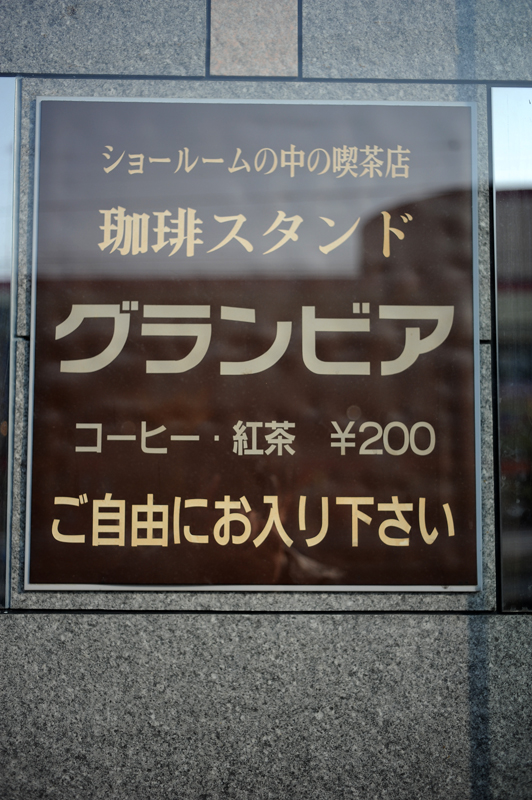 ショールームの中の喫茶店
珈琲スタンド
グランビア
コーヒー・紅茶　¥200
ご自由にお入り下さい